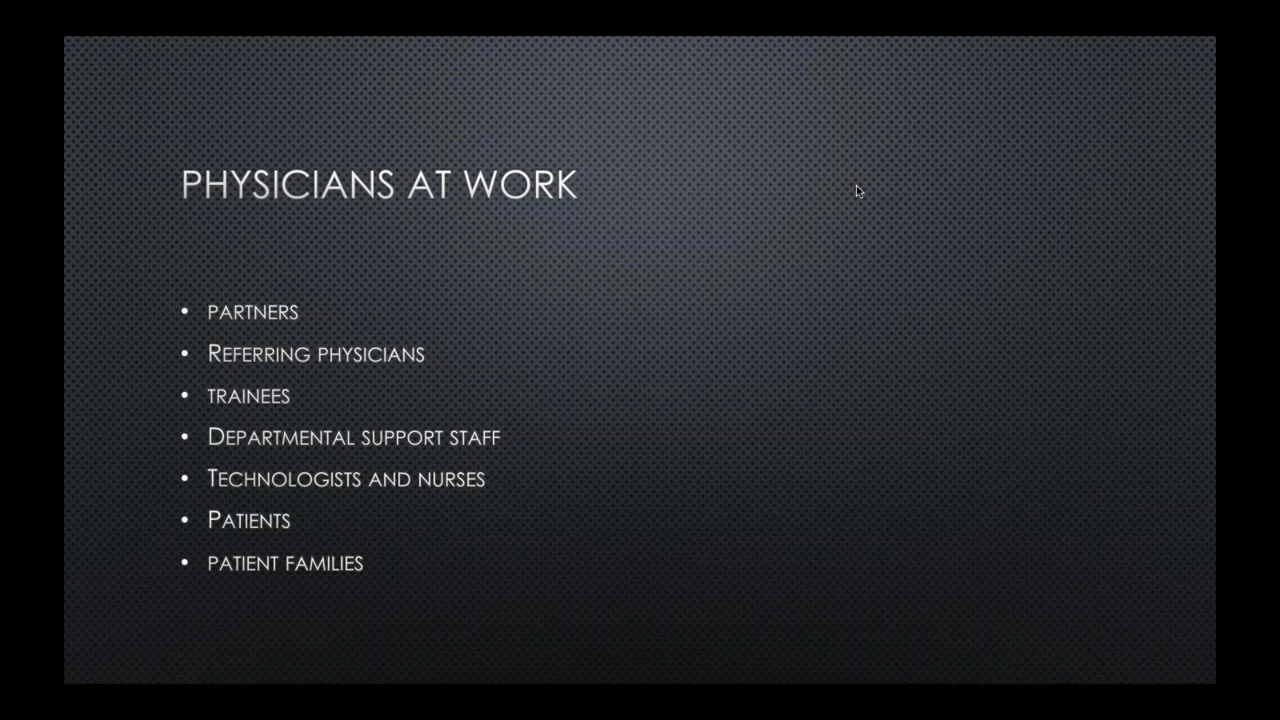 PHYSICIANS AT WORK
• PARTNERS
• REFERRING PHYSICIANS
• TRAINEES
• DEPARTMENTAL SUPPORT STAFF
• TECHNOLOGISTS AND NURSES
• PATIENTS
• PATIENT FAMILIES